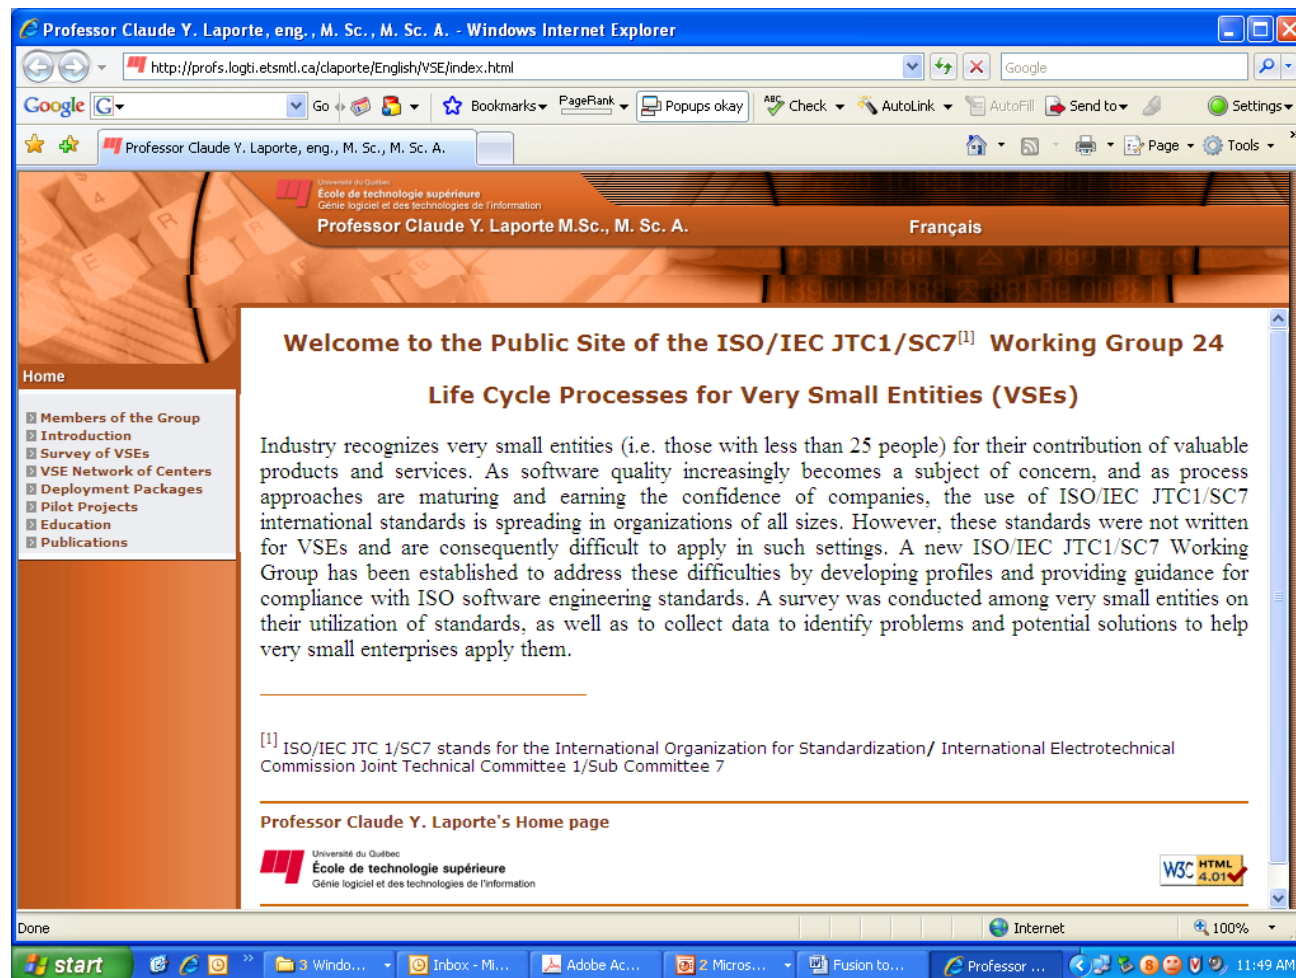 Professor Claude Y. Laporte, eng., M. Sc., M. Sc. A. - Windows Internet Explorer
http://profs.logti.etsmtl.ca/claporte/English/VSE/index.html
Google
Google G Go Bookmarks PageRank Popups okay ABC Check AutoLink AutoFill Send to Settings
Professor Claude Y. Laporte, eng., M. Sc., M. Sc. A.
Page Tools »
Université du Québec
École de technologie supérieure
Génie logiciel et des technologies de l'information
Professor Claude Y. Laporte M.Sc., M. Sc. A.
Français
Home
Members of the Group
Introduction
Survey of VSEs
VSE Network of Centers
Deployment Packages
Pilot Projects
Education
Publications
Welcome to the Public Site of the ISO/IEC JTC1/SC7[1] Working Group 24
Life Cycle Processes for Very Small Entities (VSEs)
Industry recognizes very small entities (i.e. those with less than 25 people) for their contribution of valuable
products and services. As software quality increasingly becomes a subject of concern, and as process
approaches are maturing and earning the confidence of companies, the use of ISO/IEC JTC1/SC7
international standards is spreading in organizations of all sizes. However, these standards were not written
for VSEs and are consequently difficult to apply in such settings. A new ISO/IEC JTC1/SC7 Working
Group has been established to address these difficulties by developing profiles and providing guidance for
compliance with ISO software engineering standards. A survey was conducted among very small entities on
their utilization of standards, as well as to collect data to identify problems and potential solutions to help
very small enterprises apply them.
[1] ISO/IEC JTC 1/SC7 stands for the International Organization for Standardization/ International Electrotechnical
Commission Joint Technical Committee 1/Sub Committee 7
Professor Claude Y. Laporte's Home page
Université du Québec
École de technologie supérieure
Génie logiciel et des technologies de l'information
W3C HTML 4.01
Done
Internet
100%
start
»
3 Windo...
Inbox - Mi...
Adobe Ac...
2 Micros...
Fusion to...
Professor ...
11:49 AM